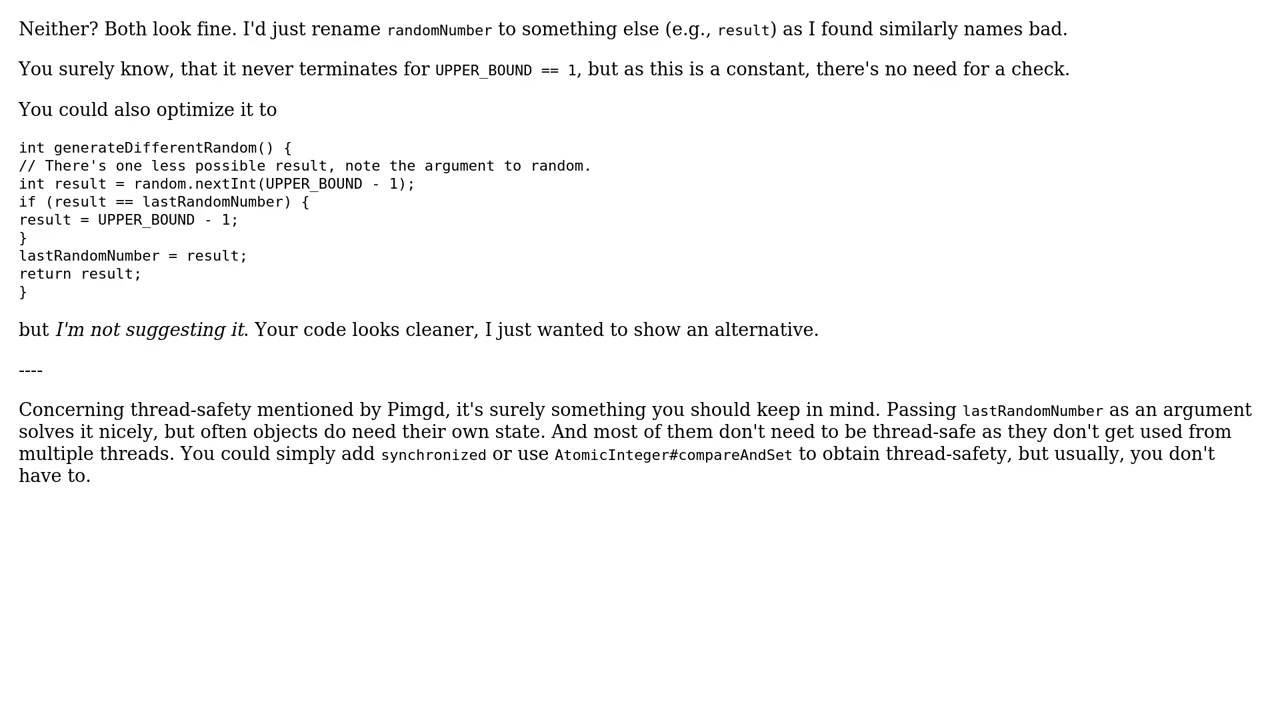 Neither? Both look fine. I'd just rename randomNumber to something else (e.g., result) as I found similarly names bad.
You surely know, that it never terminates for UPPER_BOUND == 1, but as this is a constant, there's no need for a check.
You could also optimize it to
int generateDifferentRandom() {
// There's one less possible result, note the argument to random.
int result = random.nextInt(UPPER_BOUND - 1);
if (result == lastRandomNumber) {
result = UPPER_BOUND - 1;
}
lastRandomNumber = result;
return result;
}
but I'm not suggesting it. Your code looks cleaner, I just wanted to show an alternative.
----
Concerning thread-safety mentioned by Pimgd, it's surely something you should keep in mind. Passing lastRandomNumber as an argument
solves it nicely, but often objects do need their own state. And most of them don't need to be thread-safe as they don't get used from
multiple threads. You could simply add synchronized or use AtomicInteger#compareAndSet to obtain thread-safety, but usually, you don't
have to.